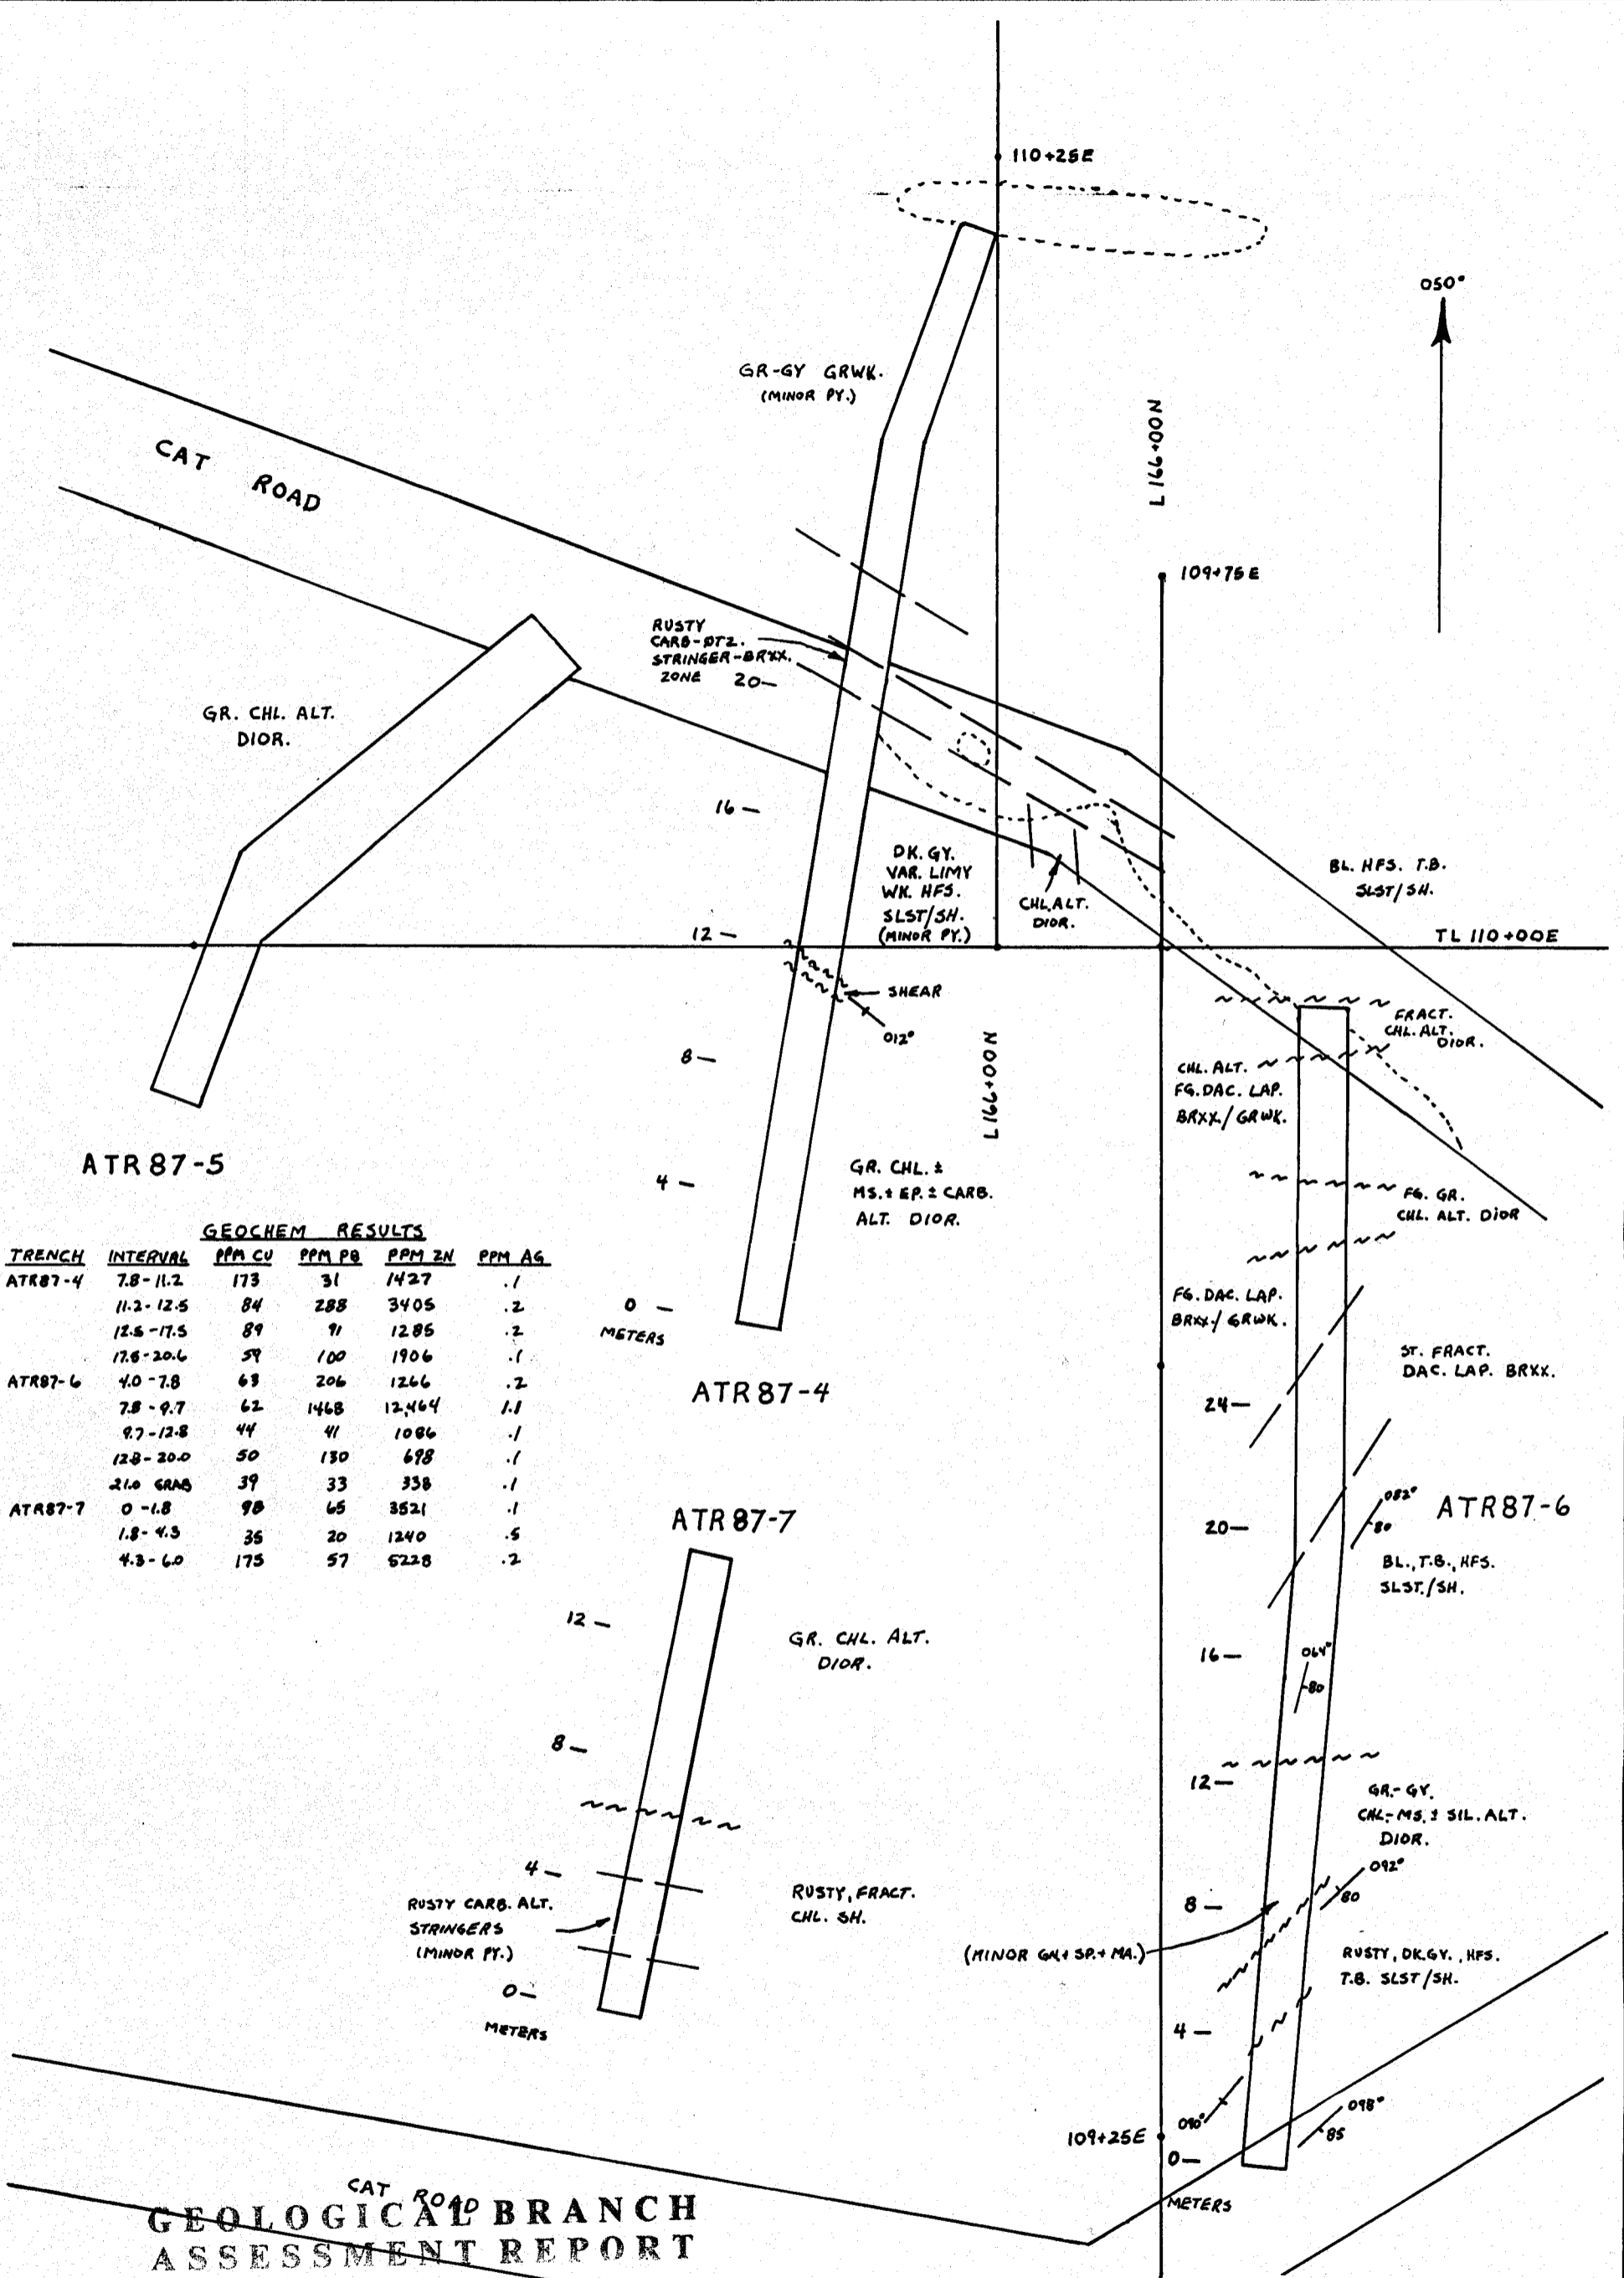 110+25E
050°
GR-GY GRWK.
(MINOR PY.)
CAT ROAD
L166+00N
109+75E
RUSTY
CARB-QTZ.
STRINGER-BRXX.
ZONE
20—
GR. CHL. ALT.
DIOR.
16—
DK. GY.
VAR. LIMY
WK. HFS.
SLST/SH.
(MINOR PY.)
CHL. ALT.
DIOR.
BL. HFS. T.B.
SLST/SH.
12—
TL 110+00E
SHEAR
012°
8—
L166+00N
FRACT.
CHL. ALT.
DIOR.
CHL. ALT.
FG. DAC. LAP.
BRXX/GRWK.
ATR87-5
4—
GR. CHL. ±
MS. ± EP. ± CARB.
ALT. DIOR.
FG. GR.
CHL. ALT. DIOR
GEOCHEM RESULTS
TRENCH INTERVAL PPM CU PPM PB PPM ZN PPM AG
ATR87-4 7.8-11.2 173 31 1427 .1
11.2-12.5 84 288 3405 .2
12.5-17.5 89 91 1285 .2
17.5-20.6 59 100 1906 .1
ATR87-6 4.0-7.8 63 206 1266 .2
7.8-9.7 62 1468 12,464 1.1
9.7-12.8 44 41 1086 .1
12.8-20.0 50 130 698 .1
21.0 GRAB 39 33 338 .1
ATR87-7 0-1.8 98 65 3521 .1
1.8-4.3 35 20 1240 .5
4.3-6.0 175 57 5228 .2
0—
METERS
ATR87-4
FG. DAC. LAP.
BRXX/GRWK.
ST. FRACT.
DAC. LAP. BRXX.
24—
ATR87-7
082°
80
ATR87-6
20—
BL., T.B., HFS.
SLST./SH.
12—
GR. CHL. ALT.
DIOR.
16—
064°
80
8—
12—
GR.-GY.
CHL-MS. ± SIL. ALT.
DIOR.
092°
80
4—
RUSTY CARB. ALT.
STRINGERS
(MINOR PY.)
RUSTY, FRACT.
CHL. SH.
8—
(MINOR GN + SP. + MA.)
RUSTY, DK.GY., HFS.
T.B. SLST/SH.
0—
METERS
4—
090°
098°
85
109+25E
0—
METERS
CAT ROAD
GEOLOGICAL BRANCH
ASSESSMENT REPORT